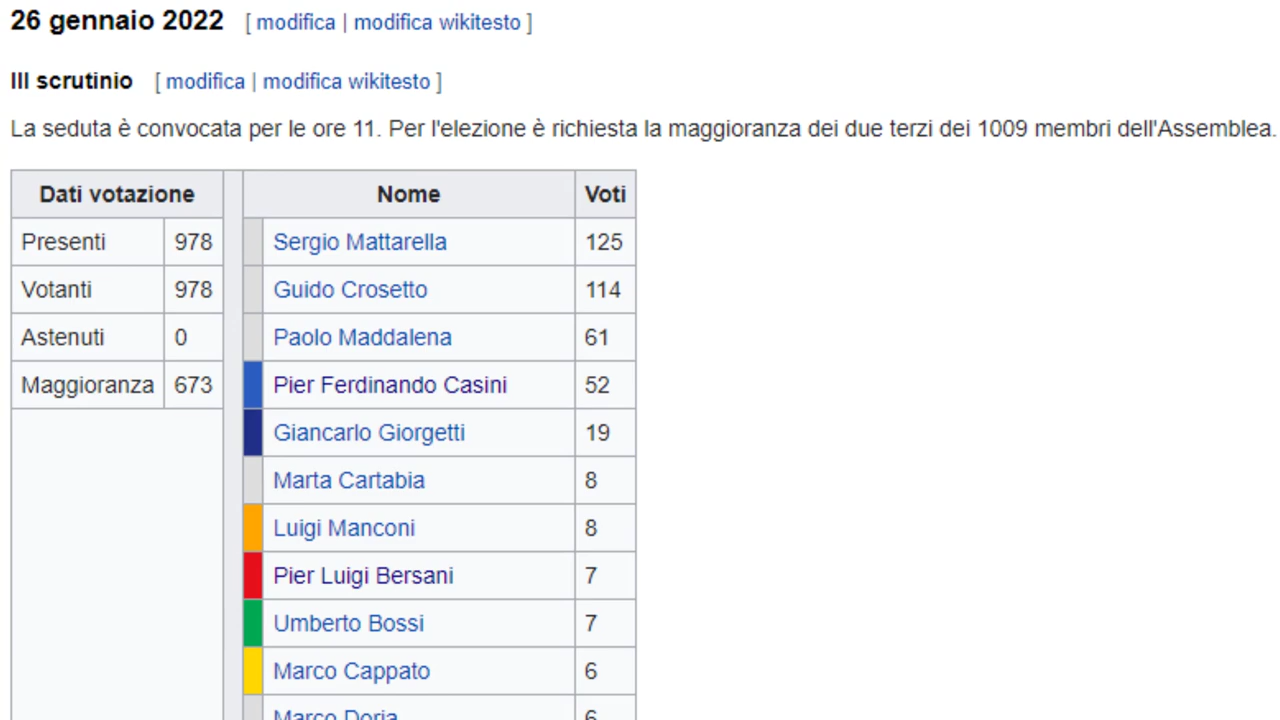 26 gennaio 2022 [ modifica | modifica wikitesto ]
III scrutinio [ modifica | modifica wikitesto ]
La seduta è convocata per le ore 11. Per l'elezione è richiesta la maggioranza dei due terzi dei 1009 membri dell'Assemblea.
Dati votazione
Presenti 978
Votanti 978
Astenuti 0
Maggioranza 673
Nome Voti
Sergio Mattarella 125
Guido Crosetto 114
Paolo Maddalena 61
Pier Ferdinando Casini 52
Giancarlo Giorgetti 19
Marta Cartabia 8
Luigi Manconi 8
Pier Luigi Bersani 7
Umberto Bossi 7
Marco Cappato 6
Marco Doria 6